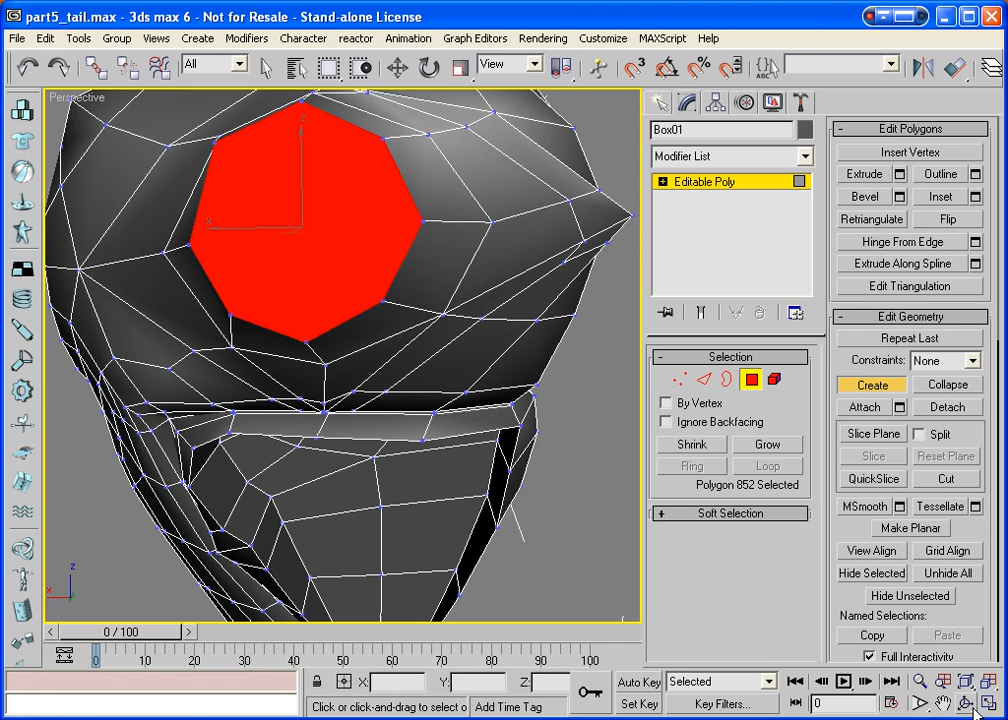 part5_tail.max - 3ds max 6 - Not for Resale - Stand-alone License
File Edit Tools Group Views Create Modifiers Character reactor Animation Graph Editors Rendering Customize MAXScript Help
All
View
3
%
ABC
Perspective
z
x
Box01
Modifier List
Editable Poly
Selection
By Vertex
Ignore Backfacing
Shrink Grow
Ring Loop
Polygon 852 Selected
Soft Selection
Edit Polygons
Insert Vertex
Extrude Outline
Bevel Inset
Retriangulate Flip
Hinge From Edge
Extrude Along Spline
Edit Triangulation
Edit Geometry
Repeat Last
Constraints: None
Create Collapse
Attach Detach
Slice Plane Split
Slice Reset Plane
QuickSlice Cut
MSmooth Tessellate
Make Planar
View Align Grid Align
Hide Selected Unhide All
Hide Unselected
Named Selections:
Copy Paste
Full Interactivity
z
x
0 / 100
0 10 20 30 40 50 60 70 80 90 100
X: Y: Z:
Auto Key Selected
Click or click-and-drag to select o Add Time Tag
Set Key Key Filters... 0